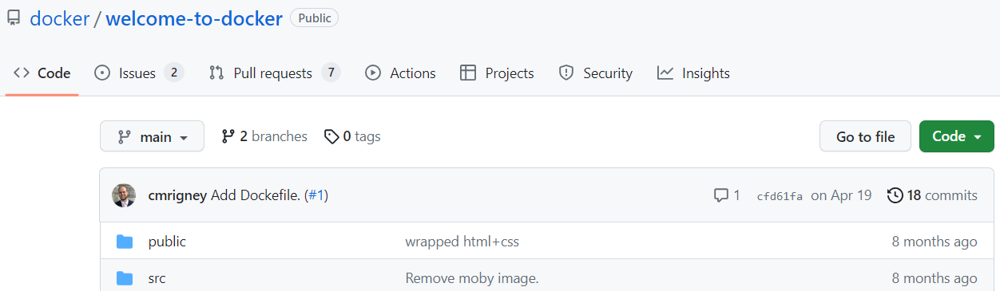 docker / welcome-to-docker Public
Code Issues 2 Pull requests 7 Actions Projects Security Insights
main 2 branches 0 tags Go to file Code
cmrigney Add Dockefile. (#1) 1 cfd61fa on Apr 19 18 commits
public wrapped html+css 8 months ago
src Remove moby image. 8 months ago